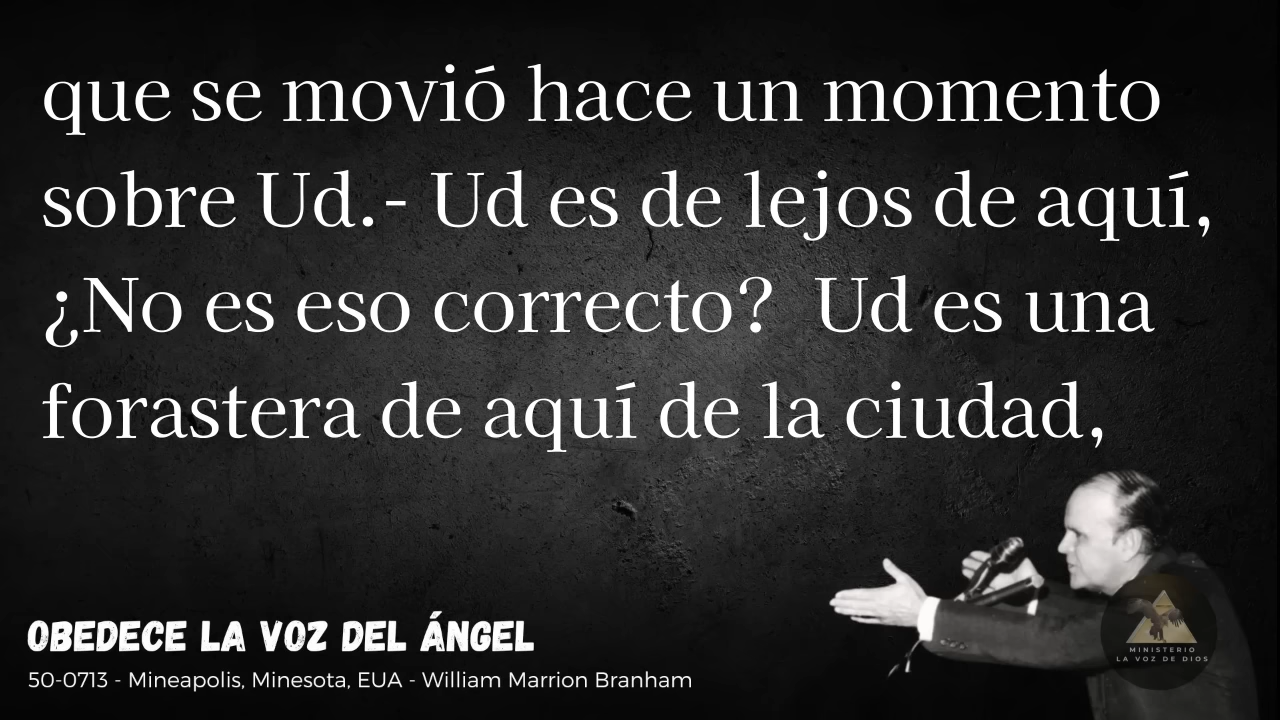 que se movió hace un momento
sobre Ud.- Ud es de lejos de aquí,
¿No es eso correcto?  Ud es una
forastera de aquí de la ciudad,
OBEDECE LA VOZ DEL ÁNGEL
50-0713 - Mineapolis, Minesota, EUA - William Marrion Branham
MINISTERIO
LA VOZ DE DIOS